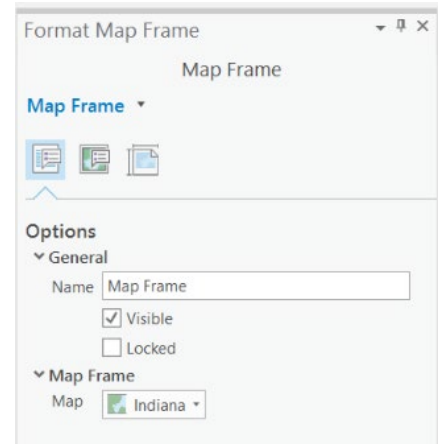 Format Map Frame
Map Frame
Map Frame
Options
General
Name Map Frame
Visible
Locked
Map Frame
Map Indiana